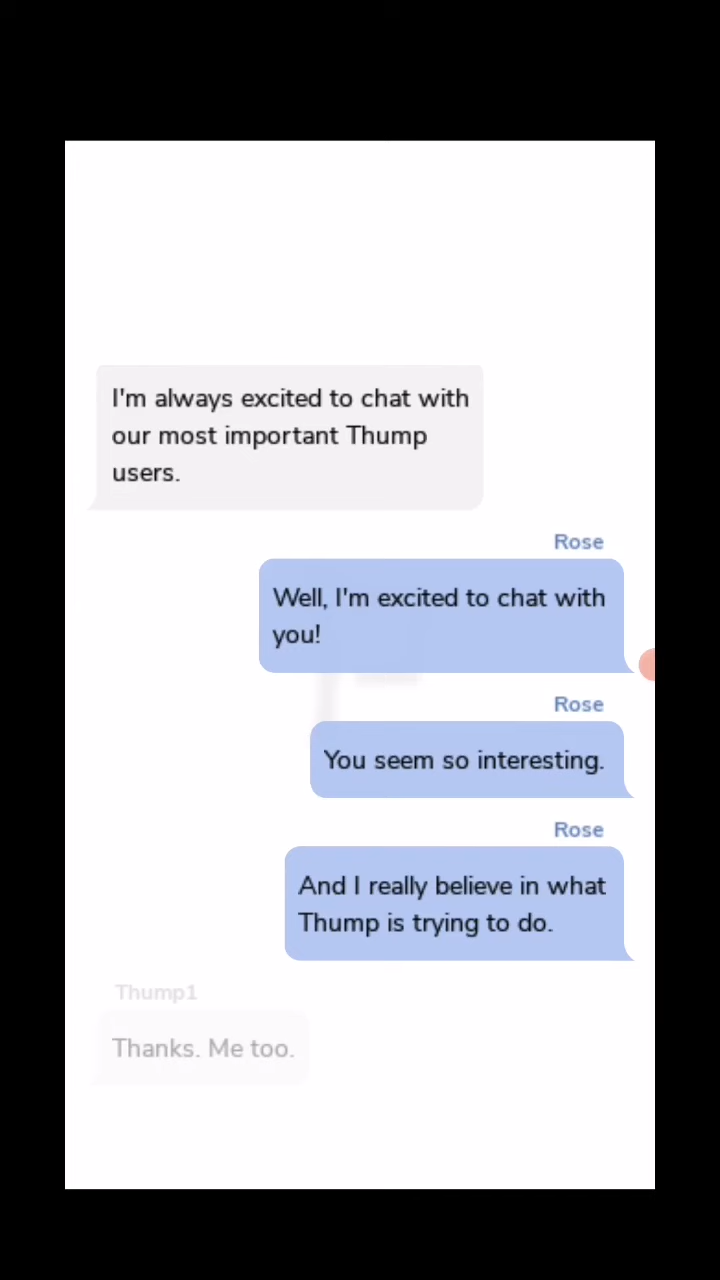 I'm always excited to chat with
our most important Thump
users.
Rose
Well, I'm excited to chat with
you!
Rose
You seem so interesting.
Rose
And I really believe in what
Thump is trying to do.
Thump1
Thanks. Me too.